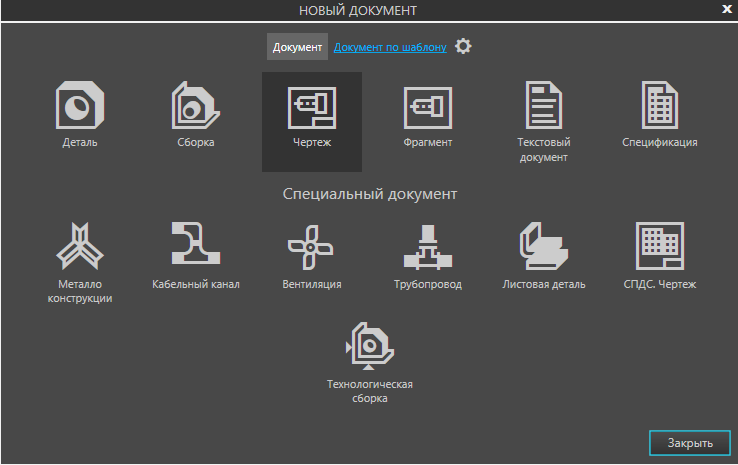 НОВЫЙ ДОКУМЕНТ
Документ Документ по шаблону
Деталь Сборка Чертеж Фрагмент Текстовый документ Спецификация
Специальный документ
Металло конструкции Кабельный канал Вентиляция Трубопровод Листовая деталь СПДС. Чертеж
Технологическая
сборка
Закрыть